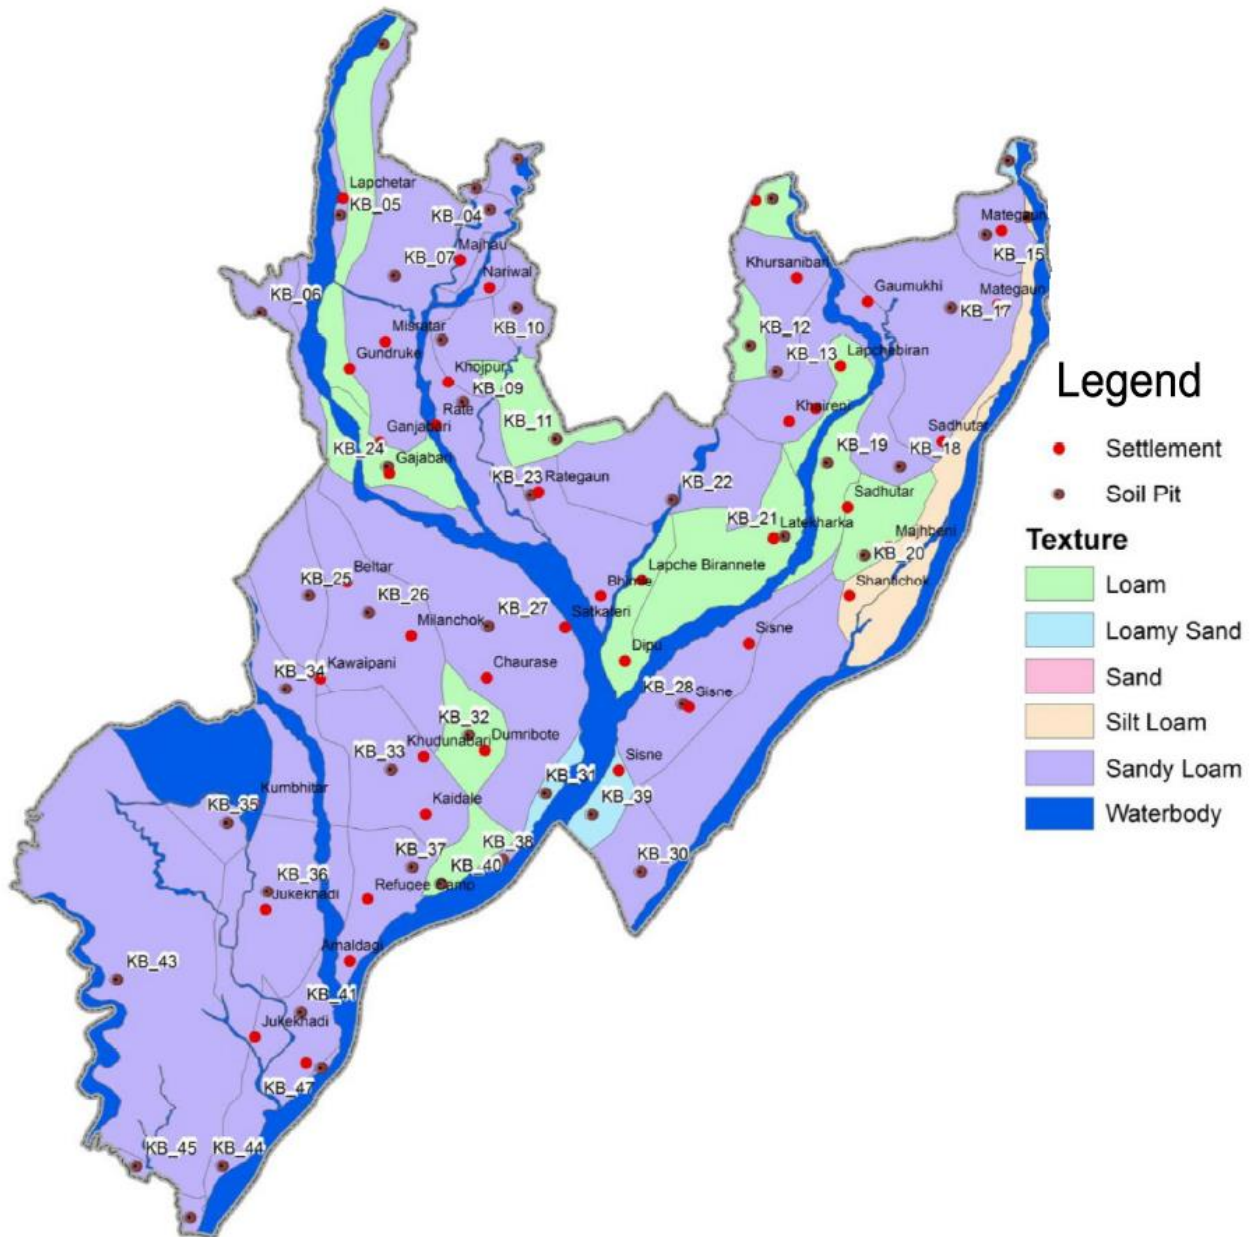 Lapchetar
KB_05
KB_04
KB_07
Majhau
Nariwal
KB_06
KB_10
Misratar
Gundruke
Khojpur
KB_09
Rate
KB_11
Ganjabari
KB_24
Gajabari
KB_23
Rategaun
KB_22
Khursanibari
KB_12
KB_13
Lapchebiran
Gaumukhi
Mategaun
KB_15
Mategaun
KB_17
Khaireni
KB_19
Sadhutar
KB_18
Sadhutar
KB_21
Latekharka
Majhbeni
KB_20
Lapche Birannete
Shantichok
Beltar
KB_25
KB_26
Milanchok
KB_27
Satkateri
Dipu
Sisne
KB_34
Kawaipani
Chaurase
KB_28
Sisne
KB_32
Dumribote
Khudunabari
KB_33
Sisne
KB_31
KB_39
Kumbhitar
KB_35
Kaidale
KB_38
KB_37
KB_40
KB_30
KB_36
Jukekhadi
Refugee Camp
Amaldagi
KB_43
KB_41
Jukekhadi
KB_47
KB_45
KB_44
Legend
Settlement
Soil Pit
Texture
Loam
Loamy Sand
Sand
Silt Loam
Sandy Loam
Waterbody